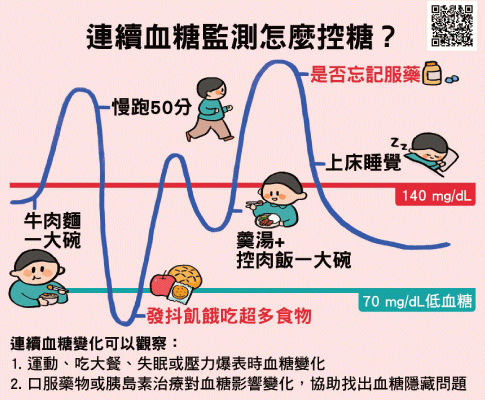 連續血糖監測怎麼控糖？
是否忘記服藥
慢跑50分
zzz
上床睡覺
140 mg/dL
牛肉麵
一大碗
羹湯+
控肉飯一大碗
70 mg/dL低血糖
發抖飢餓吃超多食物
連續血糖變化可以觀察：
1. 運動、吃大餐、失眠或壓力爆表時血糖變化
2. 口服藥物或胰島素治療對血糖影響變化，協助找出血糖隱藏問題